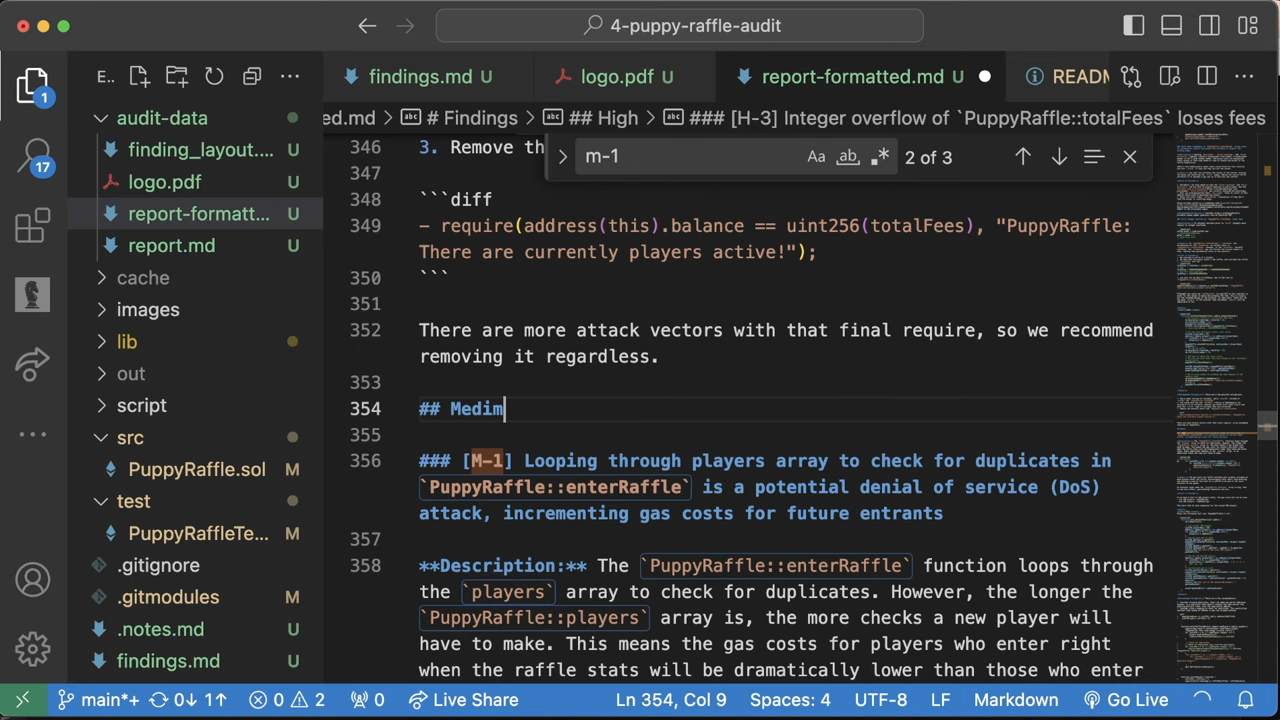 4-puppy-raffle-audit
E..
findings.md U
logo.pdf U
report-formatted.md U
READM
1
17
audit-data
finding_layout.... U
logo.pdf U
report-formatt... U
report.md U
cache
images
lib
out
script
src
PuppyRaffle.sol M
test
PuppyRaffleTe... M
.gitignore
.gitmodules M
.notes.md U
findings.md U
ed.md > # Findings > ## High > ### [H-3] Integer overflow of `PuppyRaffle::totalFees` loses fees
m-1 Aa ab .* 2 of 3
346 3. Remove th
347
348 ```diff
349 - require(address(this).balance == uint256(totalFees), "PuppyRaffle:
There are currently players active!");
350 ```
351
352 There are more attack vectors with that final require, so we recommend
removing it regardless.
353
354 ## Medim
355
356 ### [M-1] Looping through players array to check for duplicates in
`PuppyRaffle::enterRaffle` is a potential denial of service (DoS)
attack, incrementing gas costs for future entrants
357
358 **Description:** The `PuppyRaffle::enterRaffle` function loops through
the `players` array to check for duplicates. However, the longer the
`PuppyRaffle::players` array is, the more checks a new player will
have to make. This means the gas costs for players who enter right
when the raffle stats will be dramatically lower than those who enter
main*+ 0↓ 1↑ 0 2 0 Live Share Ln 354, Col 9 Spaces: 4 UTF-8 LF Markdown Go Live